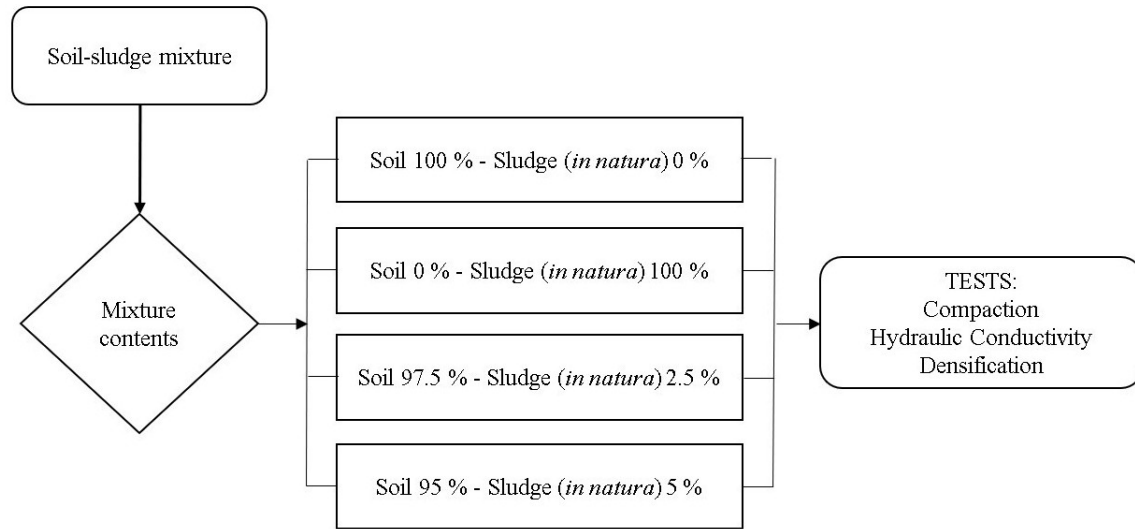 Soil-sludge mixture
Mixture
contents
Soil 100 % - Sludge (in natura) 0 %
Soil 0 % - Sludge (in natura) 100 %
Soil 97.5 % - Sludge (in natura) 2.5 %
Soil 95 % - Sludge (in natura) 5 %
TESTS:
Compaction
Hydraulic Conductivity
Densification